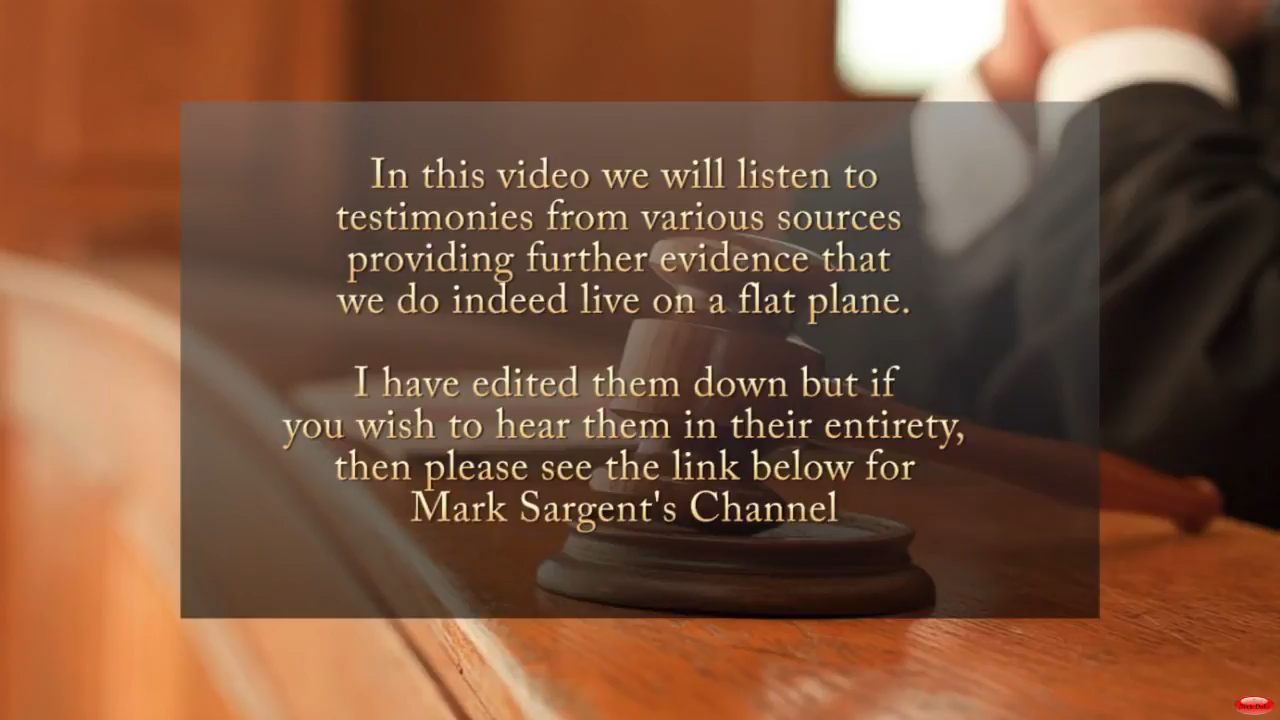 In this video we will listen to
testimonies from various sources
providing further evidence that
we do indeed live on a flat plane.
I have edited them down but if
you wish to hear them in their entirety,
then please see the link below for
Mark Sargent's Channel